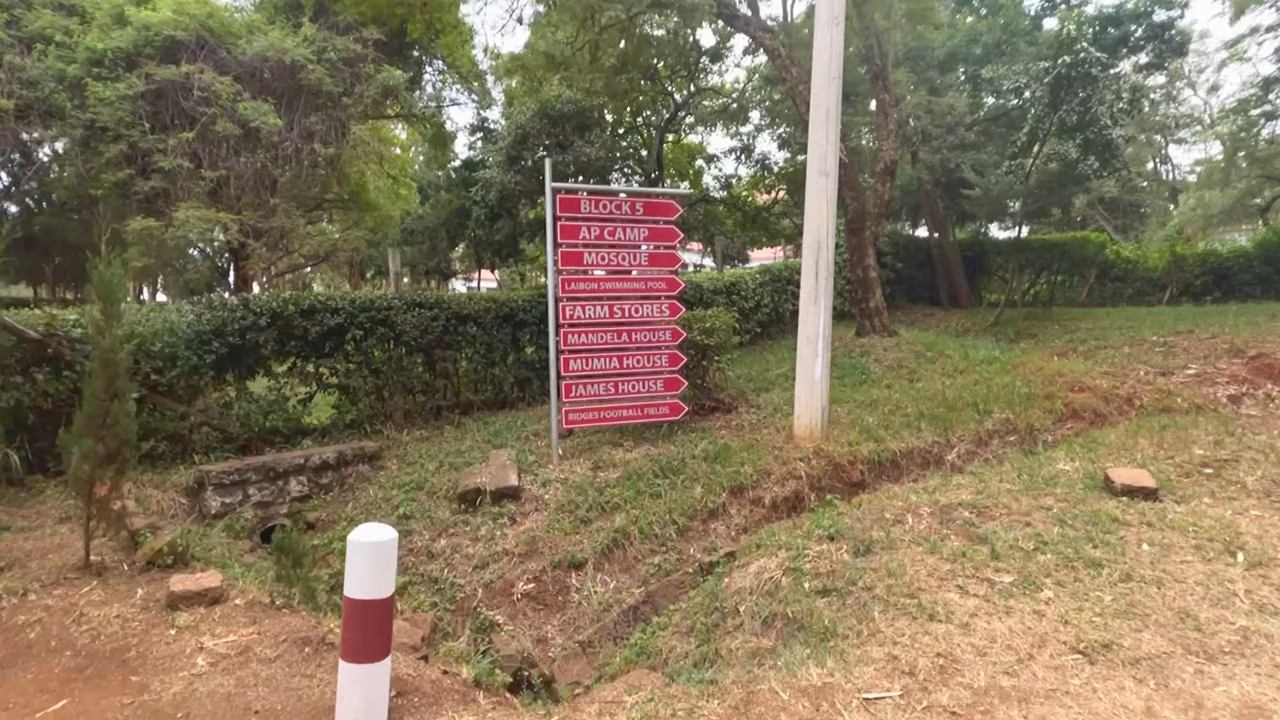 BLOCK 5
AP CAMP
MOSQUE
LAIBON SWIMMING POOL
FARM STORES
MANDELA HOUSE
MUMIA HOUSE
JAMES HOUSE
RIDGES FOOTBALL FIELDS